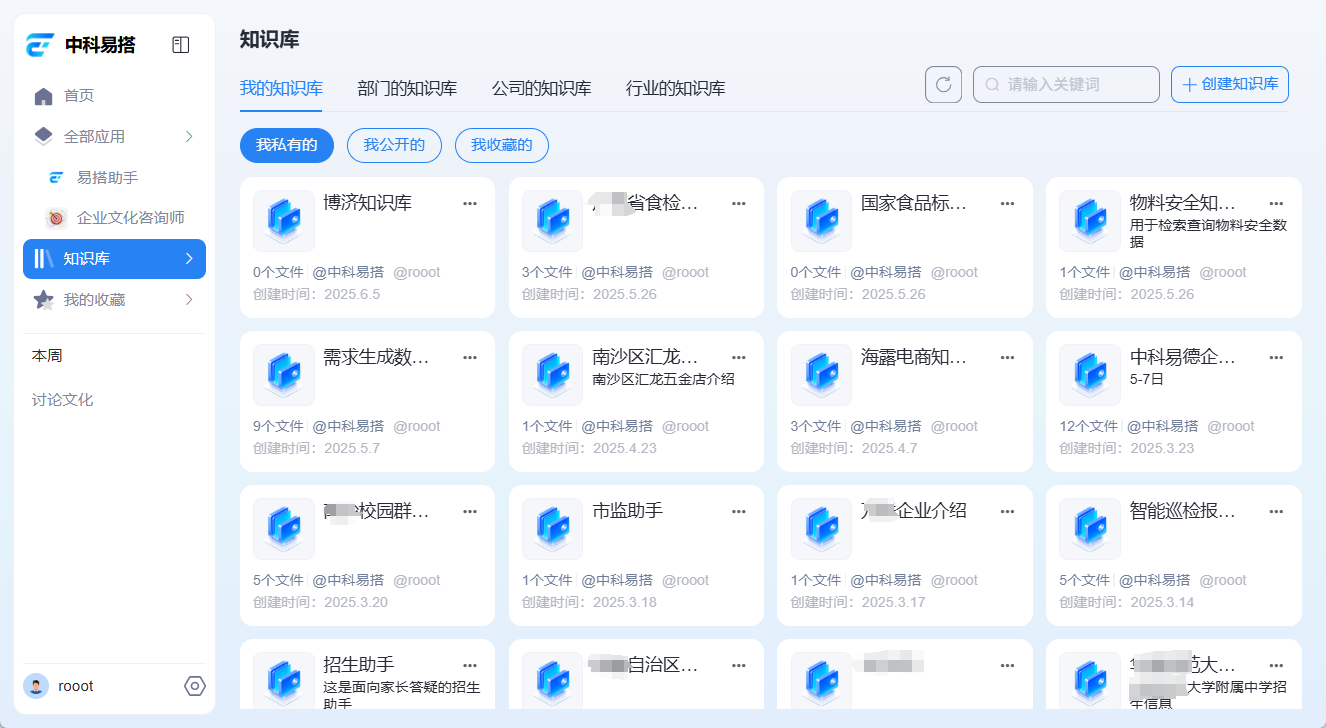 中科易搭
首页
全部应用
易搭助手
企业文化咨询师
知识库
我的收藏
本周
讨论文化
rooot
知识库
我的知识库 部门的知识库 公司的知识库 行业的知识库
请输入关键词
创建知识库
我私有的 我公开的 我收藏的
博济知识库 ...
0个文件 @中科易搭 @rooot
创建时间：2025.6.5
省食检... ...
3个文件 @中科易搭 @rooot
创建时间：2025.5.26
国家食品标... ...
0个文件 @中科易搭 @rooot
创建时间：2025.5.26
物料安全知... ...
用于检索查询物料安全数
据
1个文件 @中科易搭 @rooot
创建时间：2025.5.26
需求生成数... ...
9个文件 @中科易搭 @rooot
创建时间：2025.5.7
南沙区汇龙... ...
南沙区汇龙五金店介绍
1个文件 @中科易搭 @rooot
创建时间：2025.4.23
海露电商知... ...
3个文件 @中科易搭 @rooot
创建时间：2025.4.7
中科易德企... ...
5-7日
12个文件 @中科易搭 @rooot
创建时间：2025.3.23
校园群... ...
5个文件 @中科易搭 @rooot
创建时间：2025.3.20
市监助手 ...
1个文件 @中科易搭 @rooot
创建时间：2025.3.18
企业介绍 ...
1个文件 @中科易搭 @rooot
创建时间：2025.3.17
智能巡检报... ...
5个文件 @中科易搭 @rooot
创建时间：2025.3.14
招生助手 ...
这是面向家长答疑的招生
助手
自治区... ...
...
范大... ...
大学附属中学招
生信息